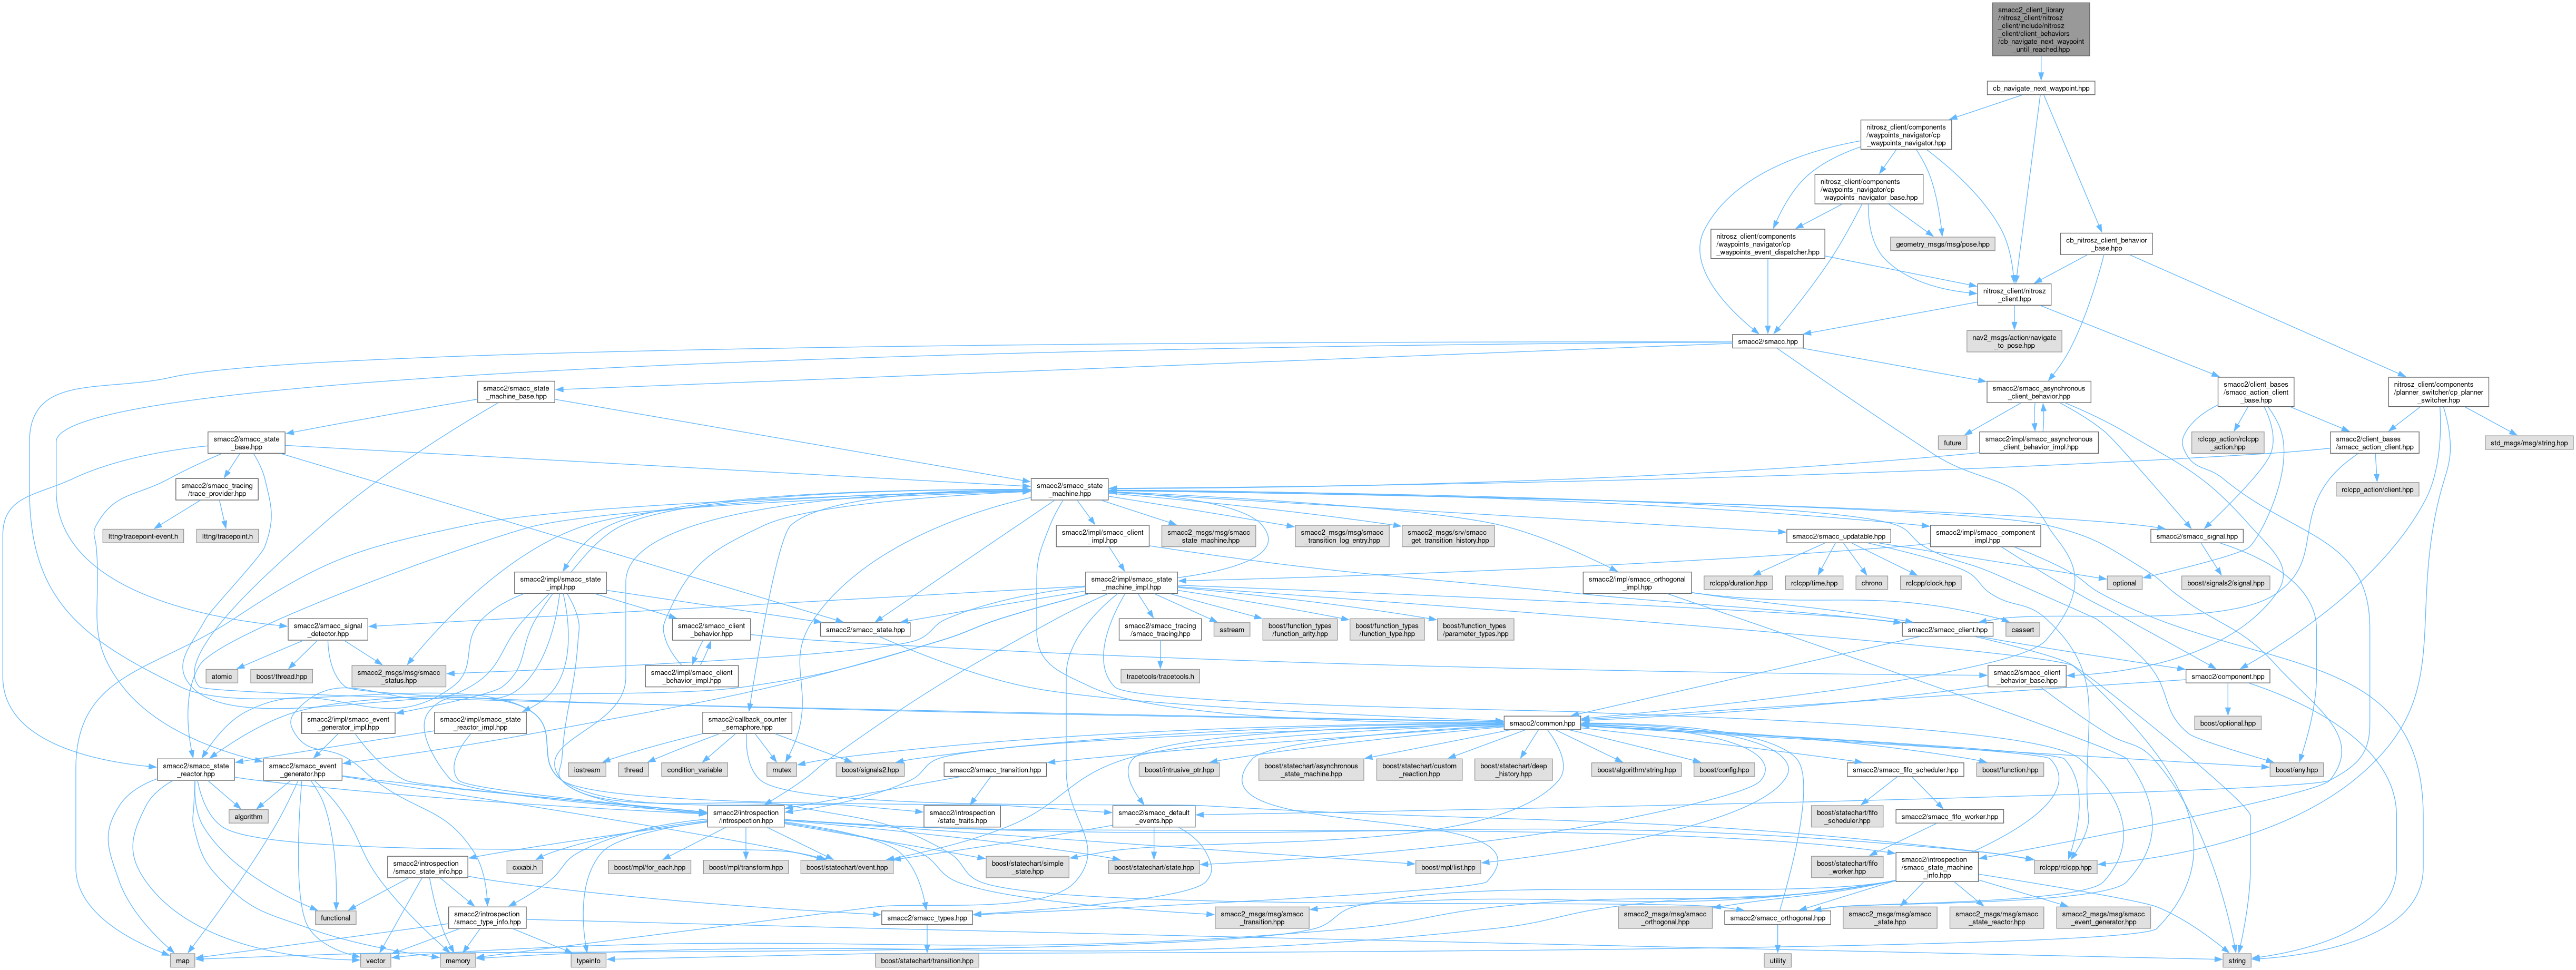 smacc2_client_library
/nitrosz_client/nitrosz
_client/include/nitrosz
_client/client_behaviors
/cb_navigate_next_waypoint
_until_reached.hpp
cb_navigate_next_waypoint.hpp
nitrosz_client/components
/waypoints_navigator/cp
_waypoints_navigator.hpp
nitrosz_client/components
/waypoints_navigator/cp
_waypoints_navigator_base.hpp
nitrosz_client/components
/waypoints_navigator/cp
_waypoints_event_dispatcher.hpp
geometry_msgs/msg/pose.hpp
cb_nitrosz_client_behavior
_base.hpp
nitrosz_client/nitrosz
_client.hpp
smacc2/smacc.hpp
nav2_msgs/action/navigate
_to_pose.hpp
smacc2/smacc_state
_machine_base.hpp
smacc2/smacc_asynchronous
_client_behavior.hpp
smacc2/client_bases
/smacc_action_client
_base.hpp
nitrosz_client/components
/planner_switcher/cp_planner
_switcher.hpp
smacc2/smacc_state
_base.hpp
future
smacc2/impl/smacc_asynchronous
_client_behavior_impl.hpp
rclcpp_action/rclcpp
_action.hpp
smacc2/client_bases
/smacc_action_client.hpp
std_msgs/msg/string.hpp
smacc2/smacc_tracing
/trace_provider.hpp
smacc2/smacc_state
_machine.hpp
rclcpp_action/client.hpp
lttng/tracepoint-event.h
lttng/tracepoint.h
smacc2/impl/smacc_client
_impl.hpp
smacc2_msgs/msg/smacc
_state_machine.hpp
smacc2_msgs/msg/smacc
_transition_log_entry.hpp
smacc2_msgs/srv/smacc
_get_transition_history.hpp
smacc2/smacc_updatable.hpp
smacc2/impl/smacc_component
_impl.hpp
smacc2/smacc_signal.hpp
smacc2/impl/smacc_state
_impl.hpp
smacc2/impl/smacc_state
_machine_impl.hpp
smacc2/impl/smacc_orthogonal
_impl.hpp
rclcpp/duration.hpp
rclcpp/time.hpp
chrono
rclcpp/clock.hpp
optional
boost/signals2/signal.hpp
smacc2/smacc_signal
_detector.hpp
smacc2/smacc_client
_behavior.hpp
smacc2/smacc_state.hpp
smacc2/smacc_tracing
/smacc_tracing.hpp
sstream
boost/function_types
/function_arity.hpp
boost/function_types
/function_type.hpp
boost/function_types
/parameter_types.hpp
smacc2/smacc_client.hpp
cassert
atomic
boost/thread.hpp
smacc2_msgs/msg/smacc
_status.hpp
smacc2/impl/smacc_client
_behavior_impl.hpp
tracetools/tracetools.h
smacc2/smacc_client
_behavior_base.hpp
smacc2/component.hpp
smacc2/impl/smacc_event
_generator_impl.hpp
smacc2/impl/smacc_state
_reactor_impl.hpp
smacc2/callback_counter
_semaphore.hpp
smacc2/common.hpp
boost/optional.hpp
smacc2/smacc_state
_reactor.hpp
smacc2/smacc_event
_generator.hpp
iostream
thread
condition_variable
mutex
boost/signals2.hpp
smacc2/smacc_transition.hpp
boost/intrusive_ptr.hpp
boost/statechart/asynchronous
_state_machine.hpp
boost/statechart/custom
_reaction.hpp
boost/statechart/deep
_history.hpp
boost/algorithm/string.hpp
boost/config.hpp
smacc2/smacc_fifo_scheduler.hpp
boost/function.hpp
boost/any.hpp
algorithm
smacc2/introspection
/introspection.hpp
smacc2/introspection
/state_traits.hpp
smacc2/smacc_default
_events.hpp
boost/statechart/fifo
_scheduler.hpp
smacc2/smacc_fifo_worker.hpp
smacc2/introspection
/smacc_state_info.hpp
cxxabi.h
boost/mpl/for_each.hpp
boost/mpl/transform.hpp
boost/statechart/event.hpp
boost/statechart/simple
_state.hpp
boost/statechart/state.hpp
boost/mpl/list.hpp
boost/statechart/fifo
_worker.hpp
smacc2/introspection
/smacc_state_machine
_info.hpp
rclcpp/rclcpp.hpp
functional
smacc2/introspection
/smacc_type_info.hpp
smacc2/smacc_types.hpp
smacc2_msgs/msg/smacc
_transition.hpp
smacc2_msgs/msg/smacc
_orthogonal.hpp
smacc2/smacc_orthogonal.hpp
smacc2_msgs/msg/smacc
_state.hpp
smacc2_msgs/msg/smacc
_state_reactor.hpp
smacc2_msgs/msg/smacc
_event_generator.hpp
map
vector
memory
typeinfo
boost/statechart/transition.hpp
utility
string